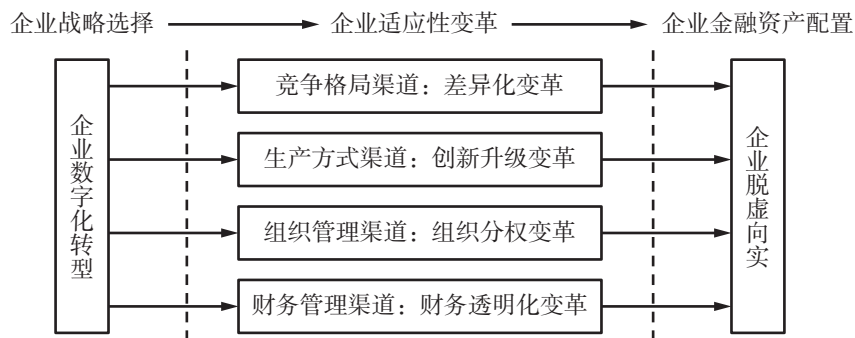 企业战略选择 企业适应性变革 企业金融资产配置
企业数字化转型
竞争格局渠道：差异化变革
生产方式渠道：创新升级变革
组织管理渠道：组织分权变革
财务管理渠道：财务透明化变革
企业脱虚向实